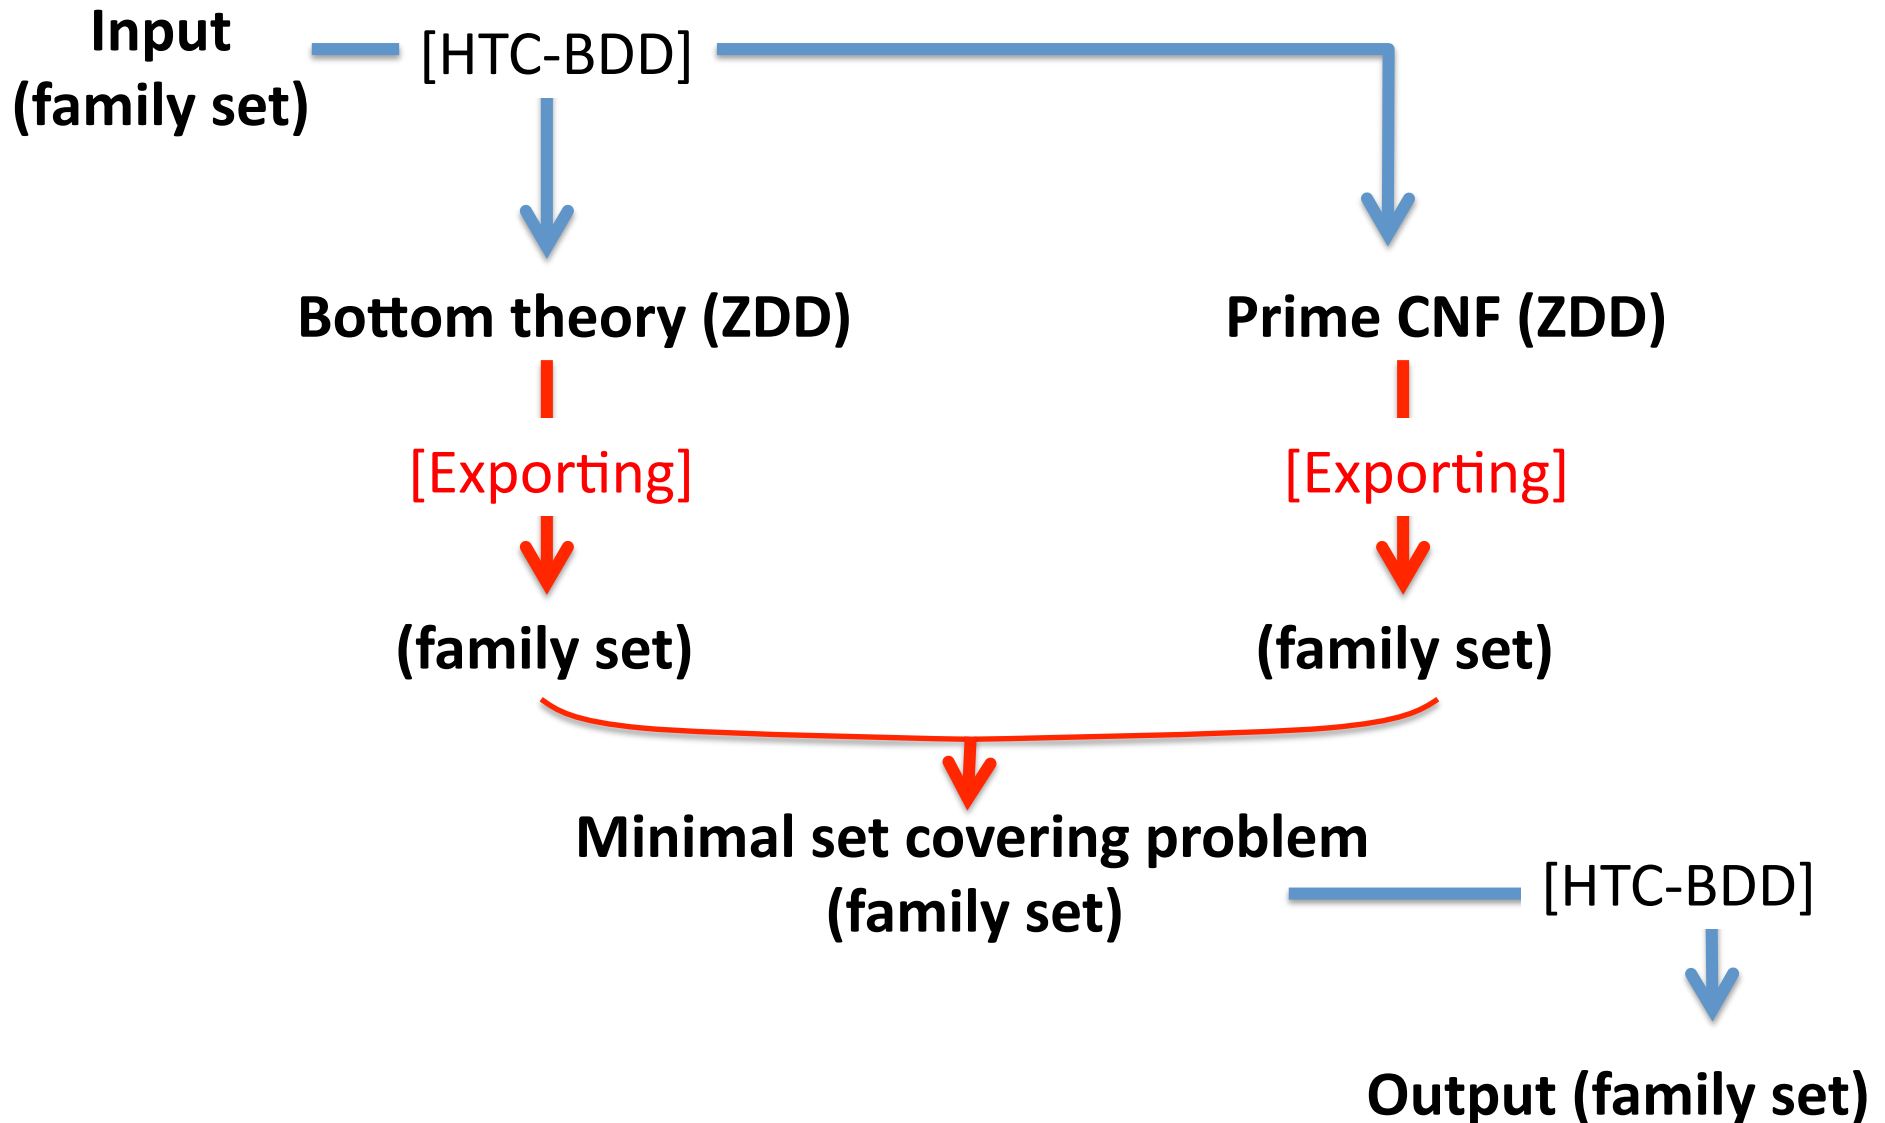 Input
(family set)
[HTC-BDD]
Bottom theory (ZDD)
Prime CNF (ZDD)
[Exporting]
[Exporting]
(family set)
(family set)
Minimal set covering problem
(family set)
[HTC-BDD]
Output (family set)